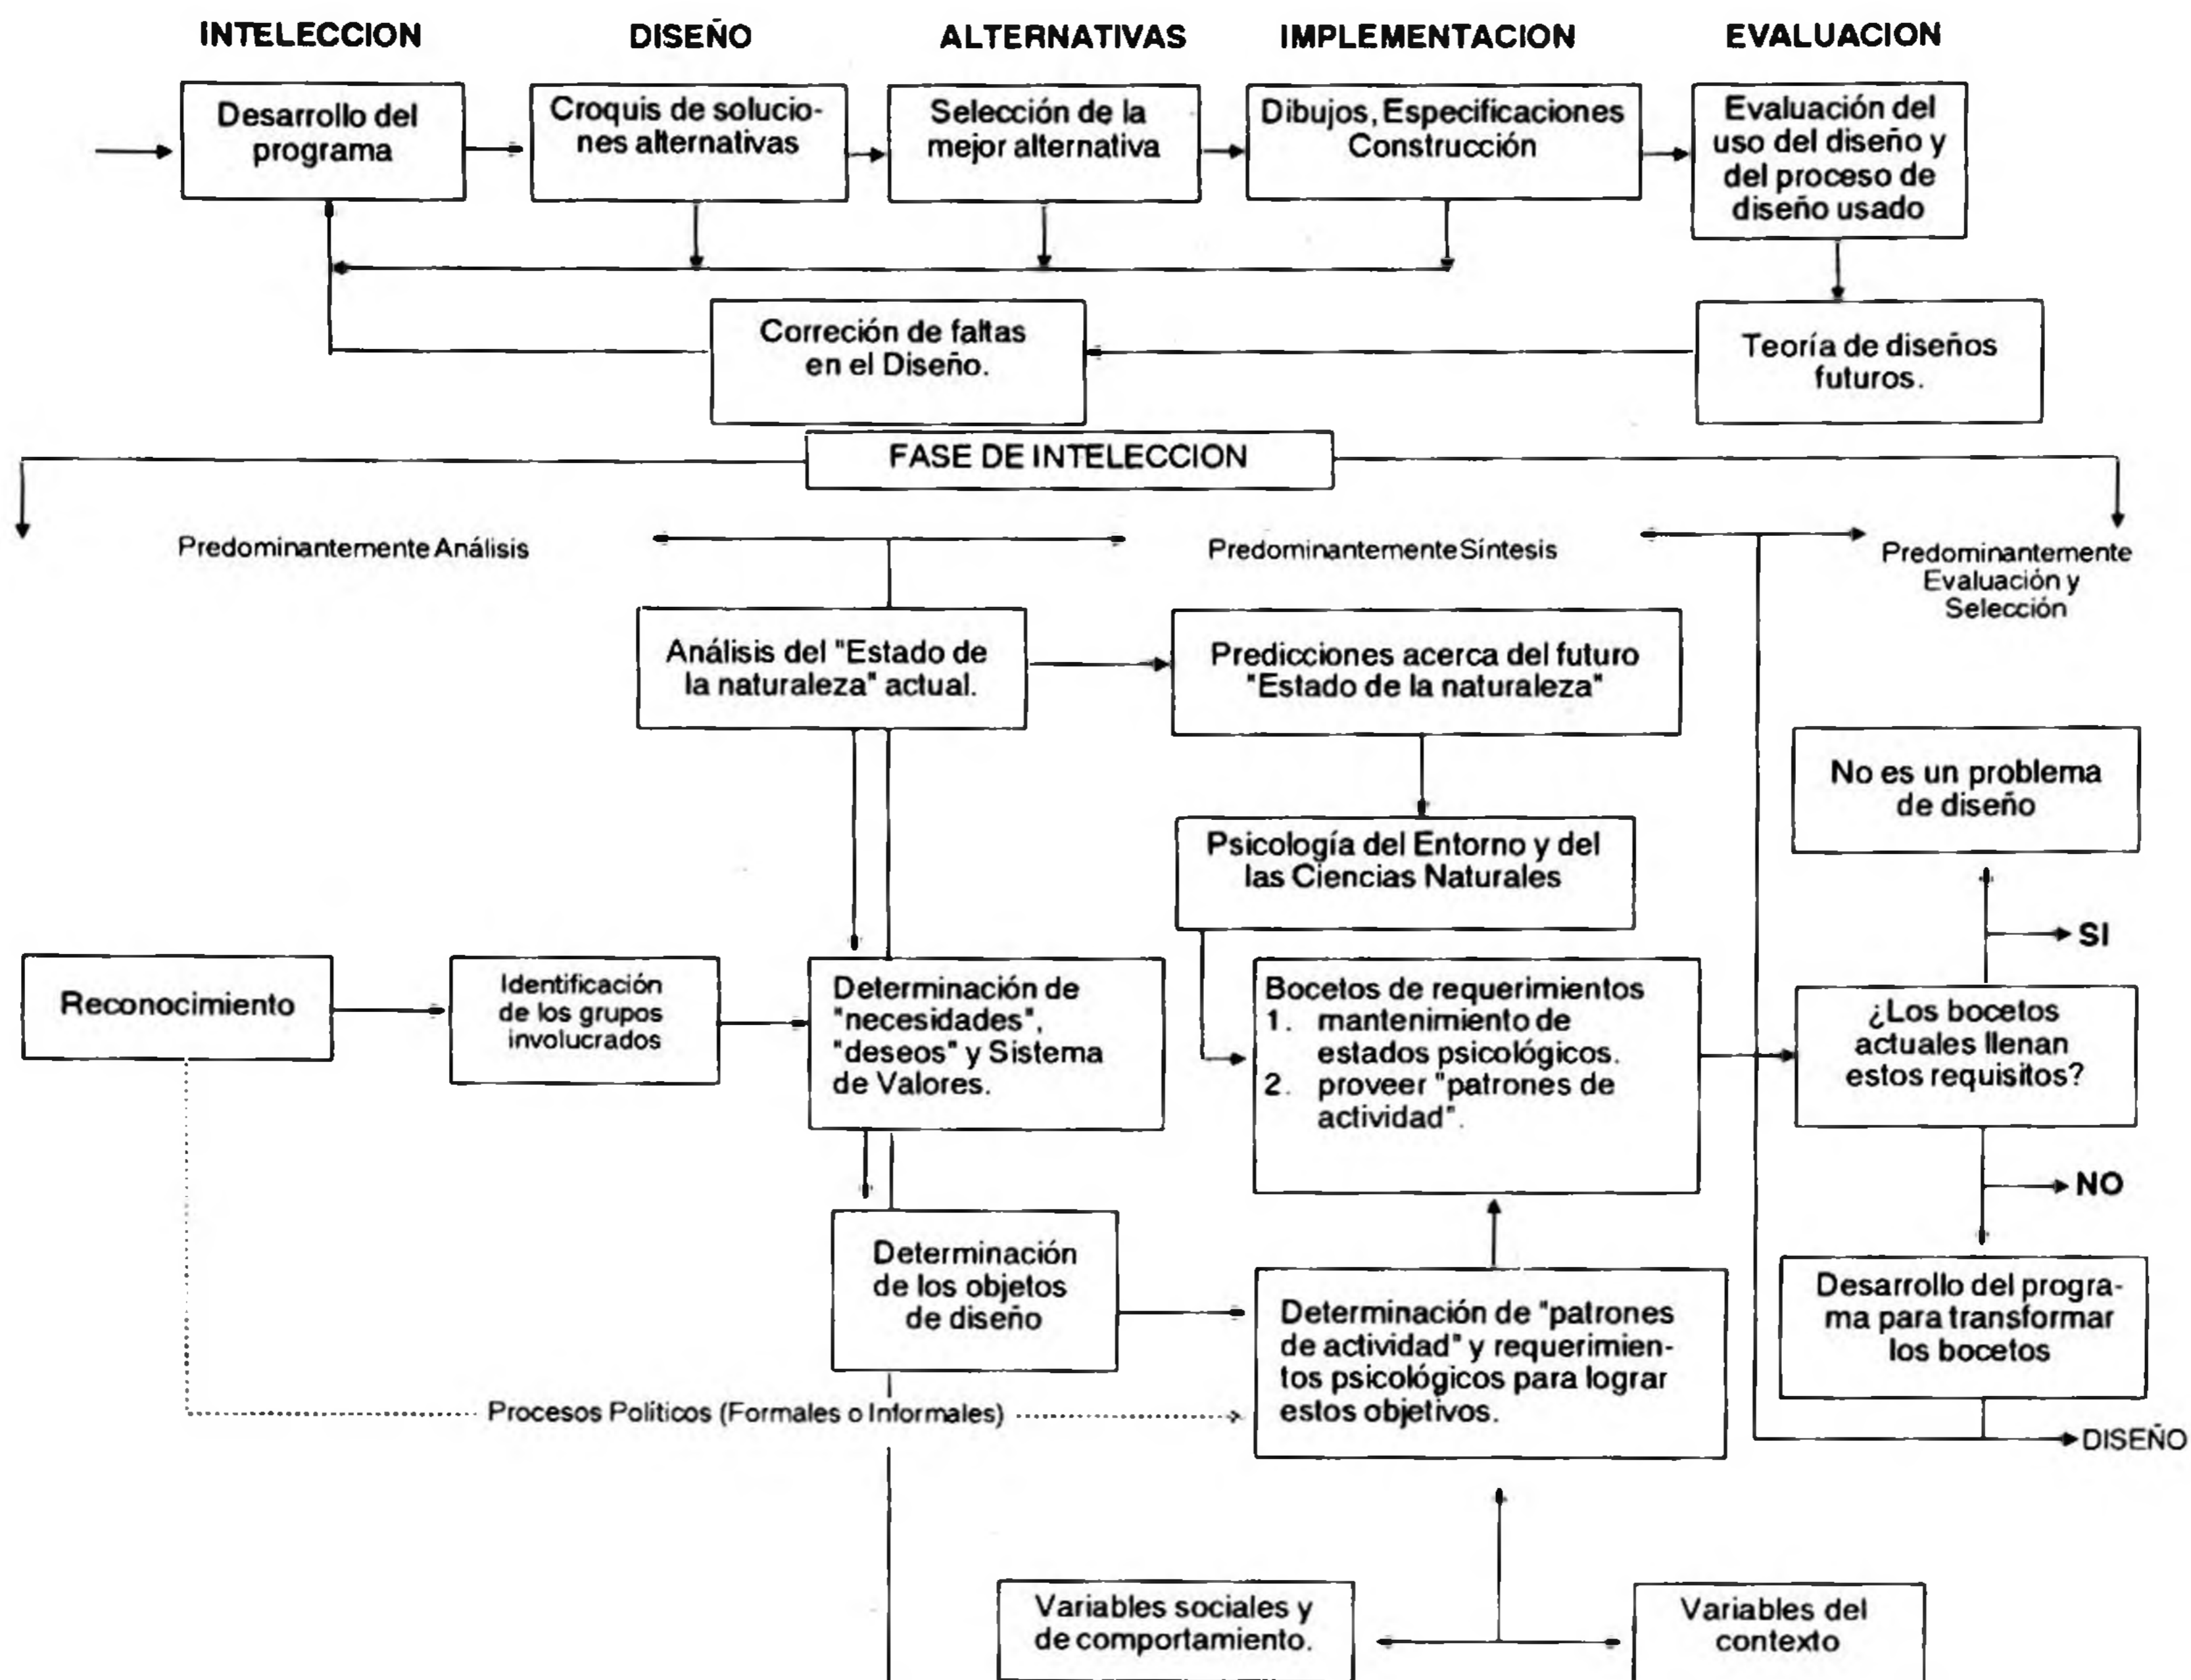 INTELECCION
DISEÑO
ALTERNATIVAS
IMPLEMENTACION
EVALUACION
Desarrollo del
programa
Croquis de solucio-
nes alternativas
Selección de la
mejor alternativa
Dibujos, Especificaciones
Construcción
Evaluación del
uso del diseño y
del proceso de
diseño usado
Correción de faltas
en el Diseño.
Teoría de diseños
futuros.
FASE DE INTELECCION
Predominantemente Análisis
Predominantemente Síntesis
Predominantemente
Evaluación y
Selección
Análisis del "Estado de
la naturaleza" actual.
Predicciones acerca del futuro
"Estado de la naturaleza"
No es un problema
de diseño
Psicología del Entorno y del
las Ciencias Naturales
SI
Reconocimiento
Identificación
de los grupos
involucrados
Determinación de
"necesidades",
"deseos" y Sistema
de Valores.
Bocetos de requerimientos
1. mantenimiento de
estados psicológicos.
2. proveer "patrones de
actividad".
¿Los bocetos
actuales llenan
estos requisitos?
NO
Determinación
de los objetos
de diseño
Determinación de "patrones
de actividad" y requerimien-
tos psicológicos para lograr
estos objetivos.
Desarrollo del progra-
ma para transformar
los bocetos
Procesos Políticos (Formales o Informales)
DISEÑO
Variables sociales y
de comportamiento.
Variables del
contexto